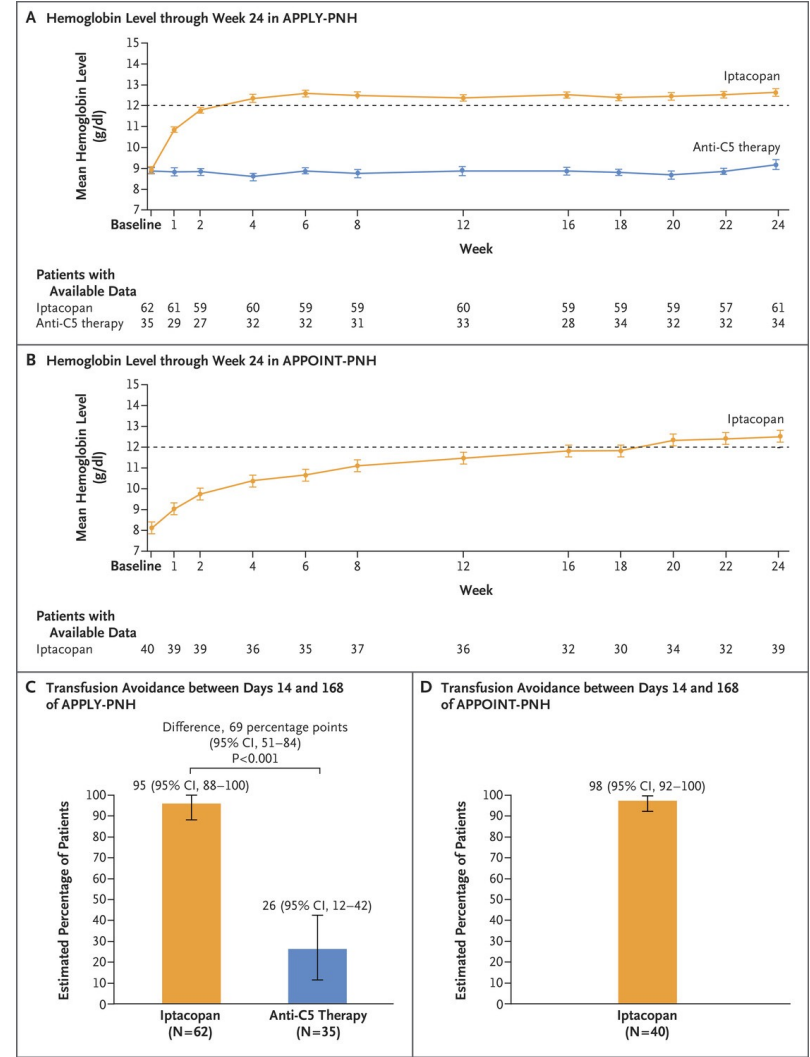 A Hemoglobin Level through Week 24 in APPLY-PNH
Mean Hemoglobin Level
(g/dl)
15
14
13
12
11
10
9
8
7
Iptacopan
Anti-C5 therapy
Baseline 1 2 4 6 8 12 16 18 20 22 24
Week
Patients with
Available Data
Iptacopan 62 61 59 60 59 59 60 59 59 59 57 61
Anti-C5 therapy 35 29 27 32 32 31 33 28 34 32 32 34
B Hemoglobin Level through Week 24 in APPOINT-PNH
Mean Hemoglobin Level
(g/dl)
15
14
13
12
11
10
9
8
7
Iptacopan
Baseline 1 2 4 6 8 12 16 18 20 22 24
Week
Patients with
Available Data
Iptacopan 40 39 39 36 35 37 36 32 30 34 32 39
C Transfusion Avoidance between Days 14 and 168
of APPLY-PNH
Difference, 69 percentage points
(95% CI, 51–84)
P<0.001
95 (95% CI, 88–100)
26 (95% CI, 12–42)
Estimated Percentage of Patients
100
90
80
70
60
50
40
30
20
10
0
Iptacopan
(N=62)
Anti-C5 Therapy
(N=35)
D Transfusion Avoidance between Days 14 and 168
of APPOINT-PNH
98 (95% CI, 92–100)
Estimated Percentage of Patients
100
90
80
70
60
50
40
30
20
10
0
Iptacopan
(N=40)